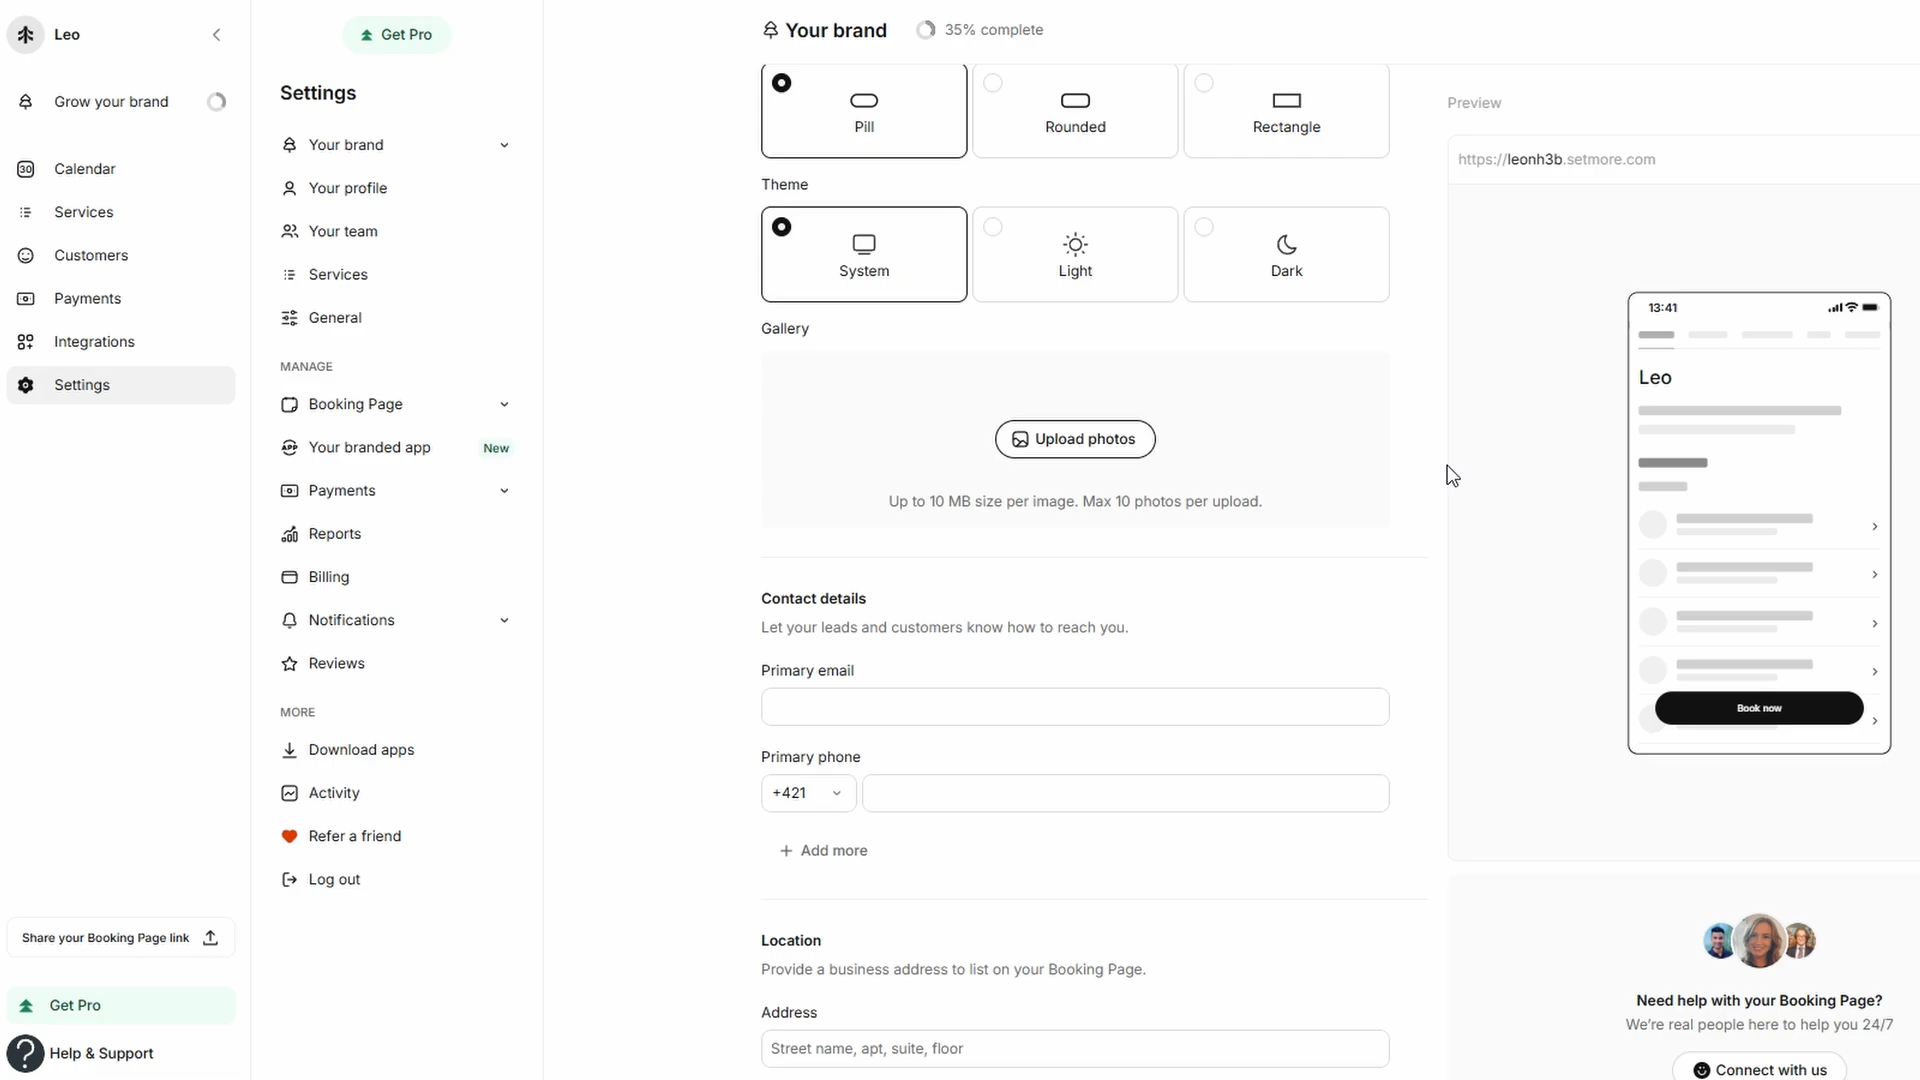 Leo
Grow your brand
30
Calendar
Services
Customers
Payments
Integrations
Settings
Share your Booking Page link
Get Pro
?
Help & Support
Get Pro
Settings
Your brand
Your profile
Your team
Services
General
MANAGE
Booking Page
APP
Your branded app New
Payments
Reports
Billing
Notifications
Reviews
MORE
Download apps
Activity
Refer a friend
Log out
Your brand 35% complete
Pill
Rounded
Rectangle
Theme
System
Light
Dark
Gallery
Upload photos
Up to 10 MB size per image. Max 10 photos per upload.
Contact details
Let your leads and customers know how to reach you.
Primary email
Primary phone
+421
+ Add more
Location
Provide a business address to list on your Booking Page.
Address
Street name, apt, suite, floor
Preview
https://leonh3b.setmore.com
13:41
Leo
Book now
Need help with your Booking Page?
We're real people here to help you 24/7
Connect with us